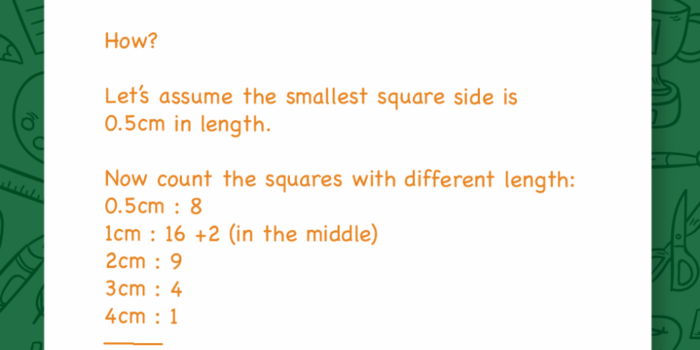 How?
Let's assume the smallest square side is
0.5cm in length.
Now count the squares with different length:
0.5cm : 8
1cm : 16 +2 (in the middle)
2cm : 9
3cm : 4
4cm : 1